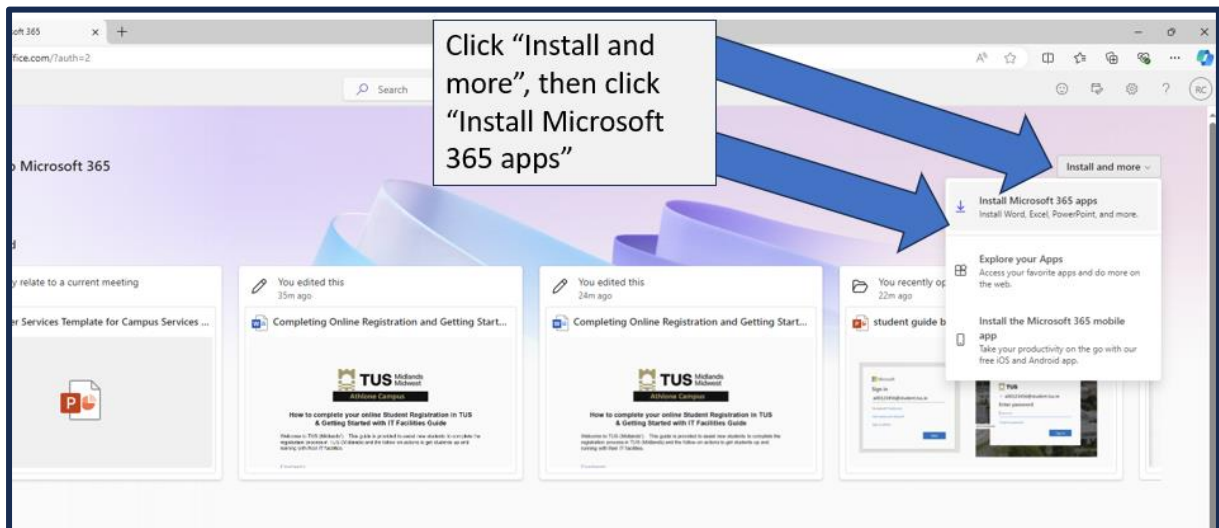 oft 365
fice.com/?auth=2
Click "Install and
more", then click
"Install Microsoft
365 apps"
Search
RC
Microsoft 365
Install and more
Install Microsoft 365 apps
Install Word, Excel, PowerPoint, and more.
Explore your Apps
Access your favorite apps and do more on
the web.
Install the Microsoft 365 mobile
app
Take your productivity on the go with our
free iOS and Android app.
y relate to a current meeting
er Services Template for Campus Services ...
You edited this
35m ago
Completing Online Registration and Getting Start...
TUS Midlands
Midwest
Athlone Campus
How to complete your online Student Registration in TUS
& Getting Started with IT Facilities Guide
You edited this
24m ago
Completing Online Registration and Getting Start...
TUS Midlands
Midwest
Athlone Campus
How to complete your online Student Registration in TUS
& Getting Started with IT Facilities Guide
You recently op
22m ago
student guide b
Microsoft
Sign in
TUS
Enter password